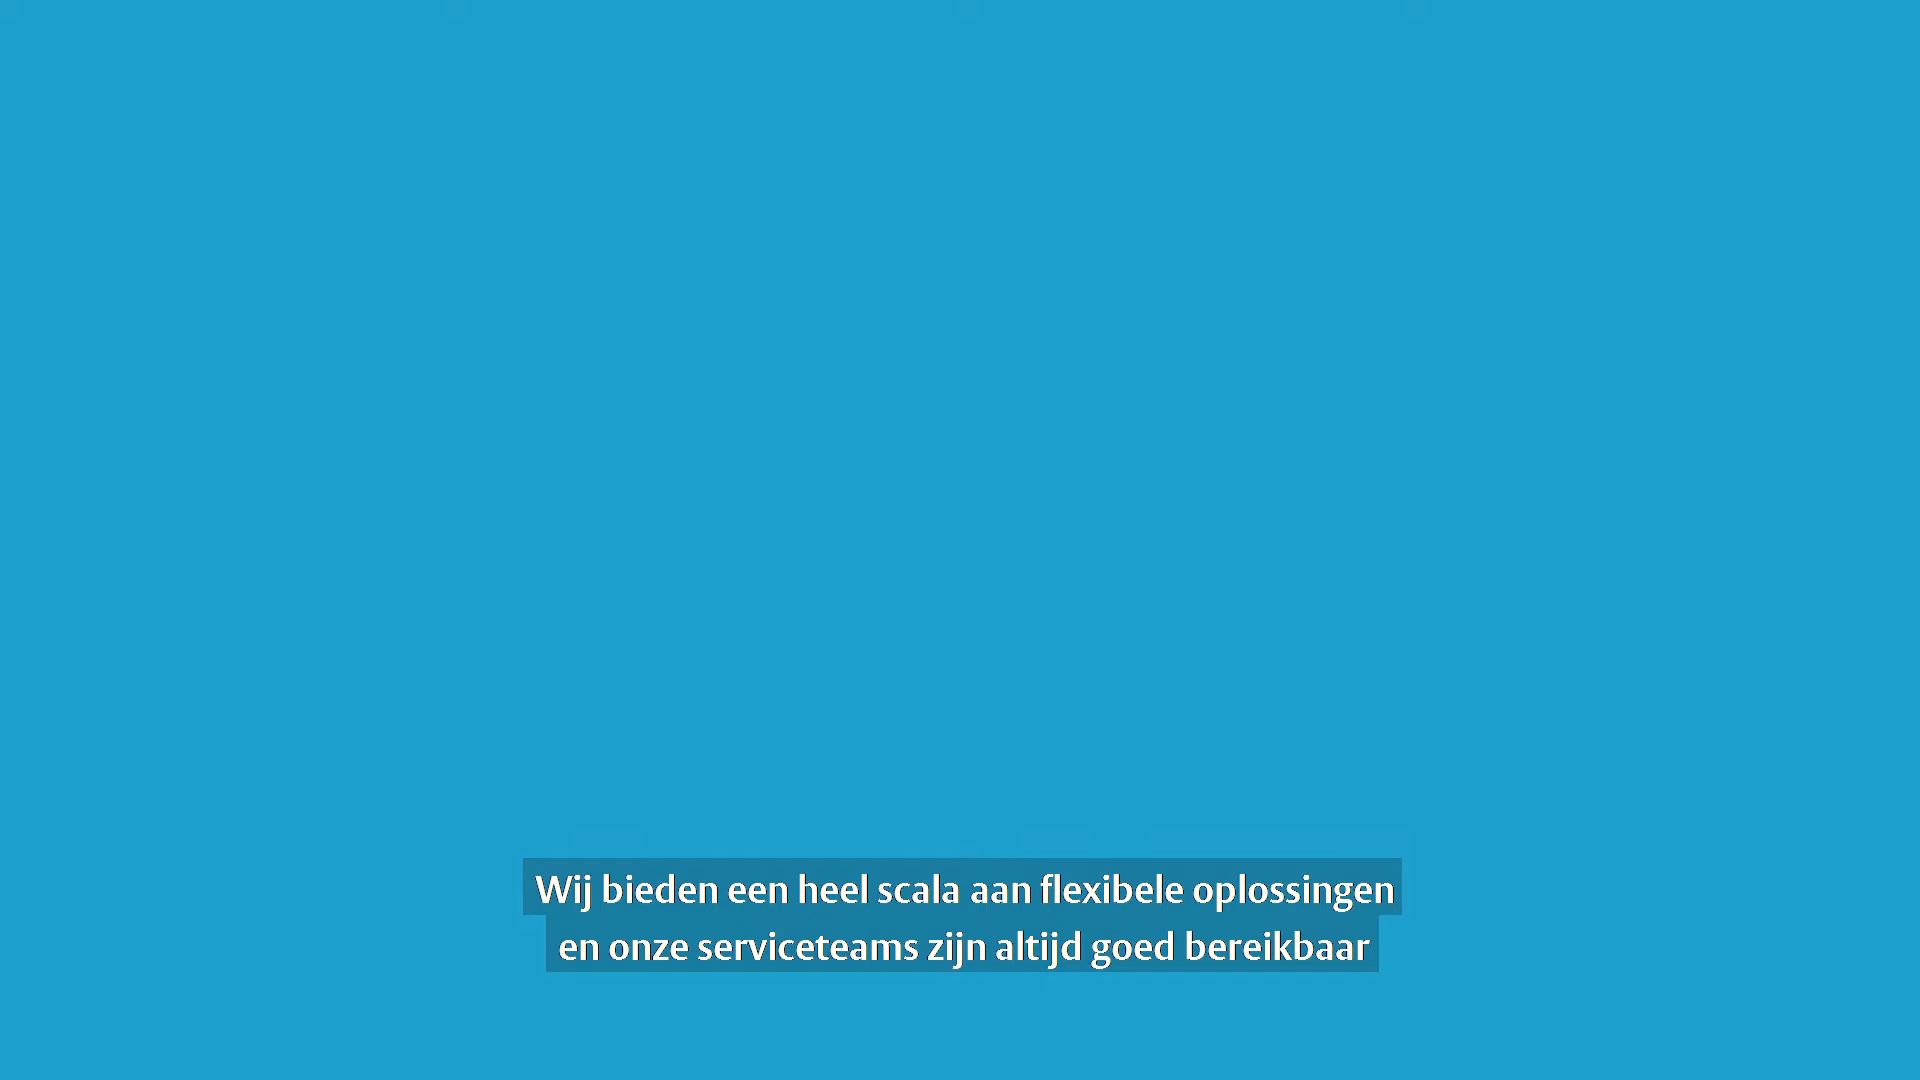 Wij bieden een heel scala aan flexibele oplossingen
en onze serviceteams zijn altijd goed bereikbaar